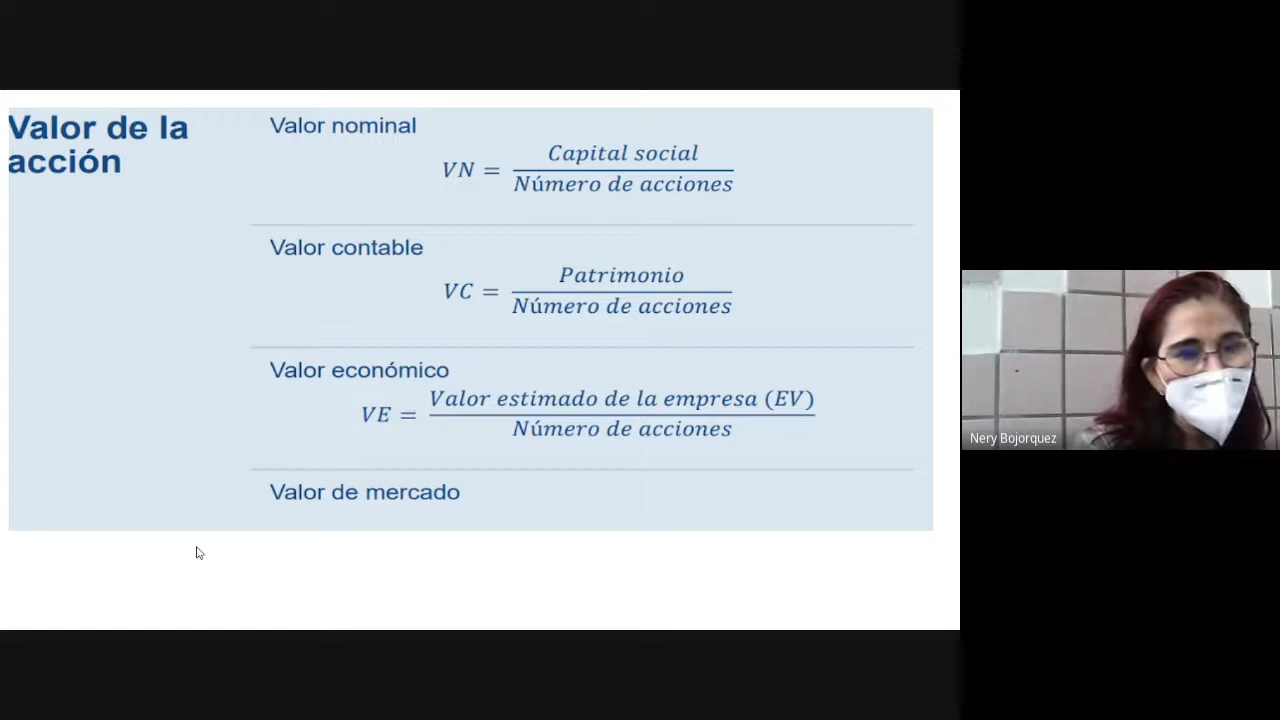 Valor de la
acción
Valor nominal
VN = Capital social
Número de acciones
Valor contable
VC = Patrimonio
Número de acciones
Valor económico
VE = Valor estimado de la empresa (EV)
Número de acciones
Valor de mercado
Nery Bojorquez